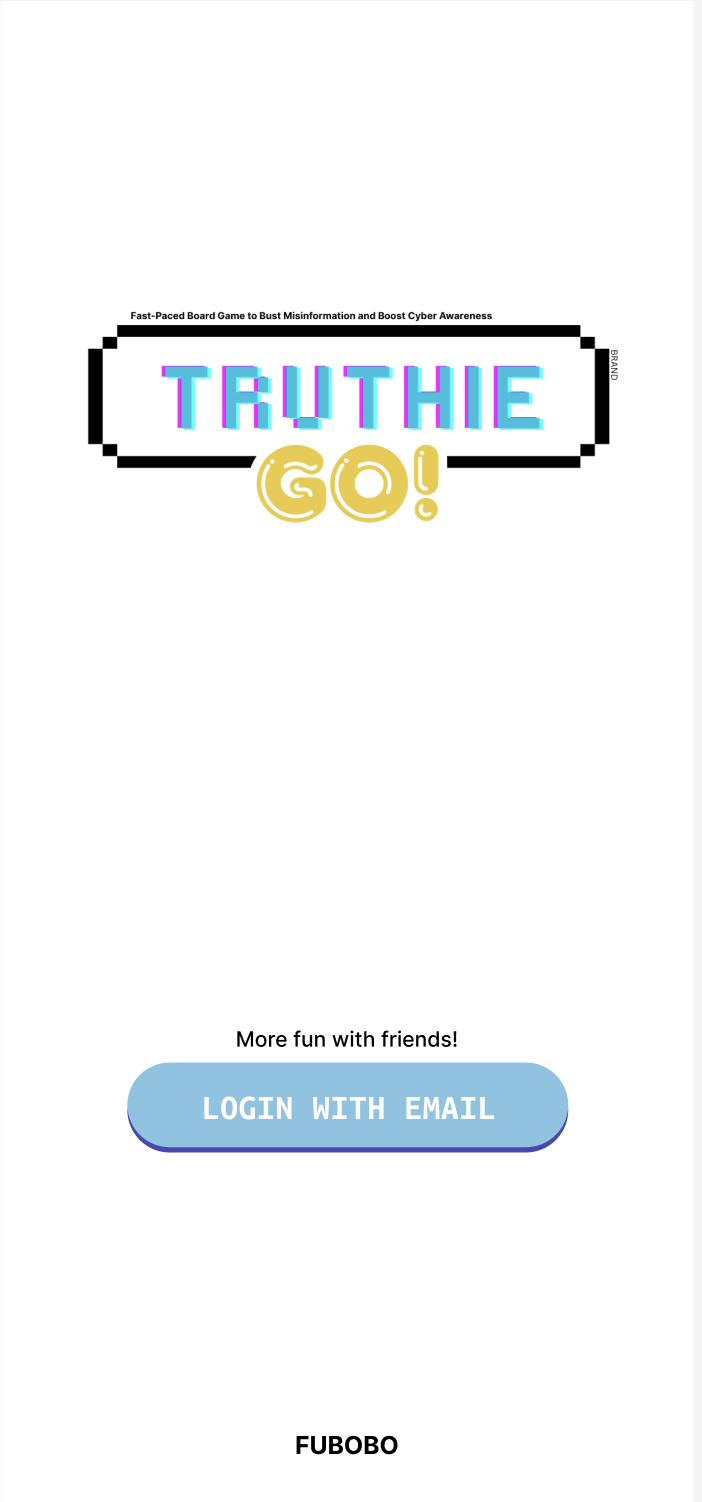 Fast-Paced Board Game to Bust Misinformation and Boost Cyber Awareness
BRAND
TRUTHIE
GO!
More fun with friends!
LOGIN WITH EMAIL
FUBOBO